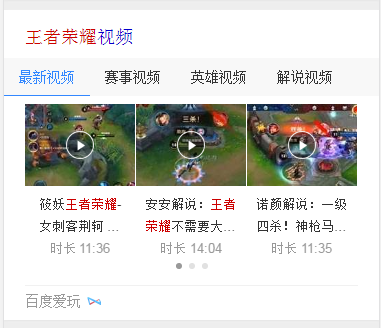 王者荣耀视频
最新视频 赛事视频 英雄视频 解说视频
三杀！
筱妖王者荣耀- 安安解说：王者 诺颜解说：一级
女刺客荆轲 ... 荣耀不需要大... 四杀！神枪马...
时长 11:36 时长 14:04 时长 11:35
百度爱玩